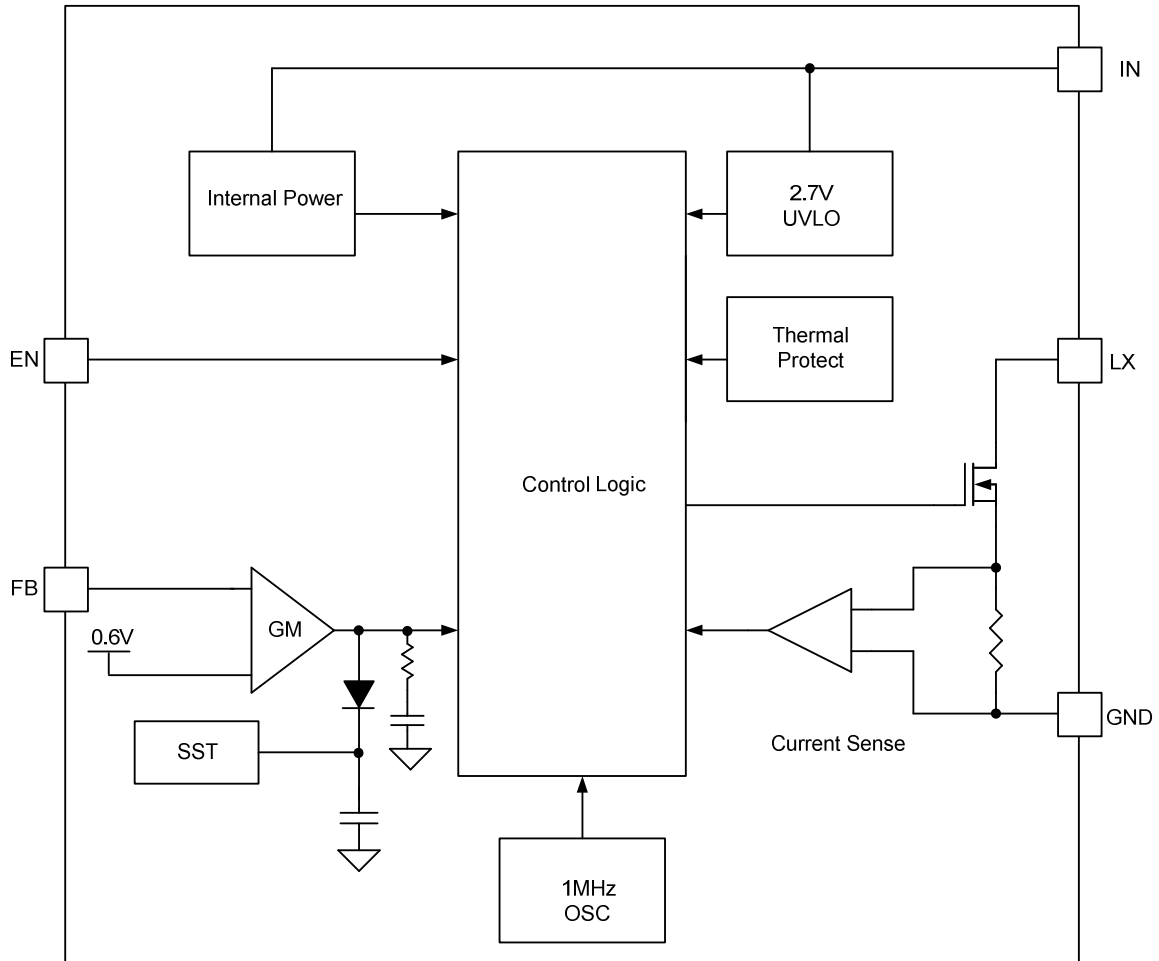 IN
Internal Power
2.7V
UVLO
EN
Thermal
Protect
LX
Control Logic
FB
GM
0.6V
SST
Current Sense
GND
1MHz
OSC